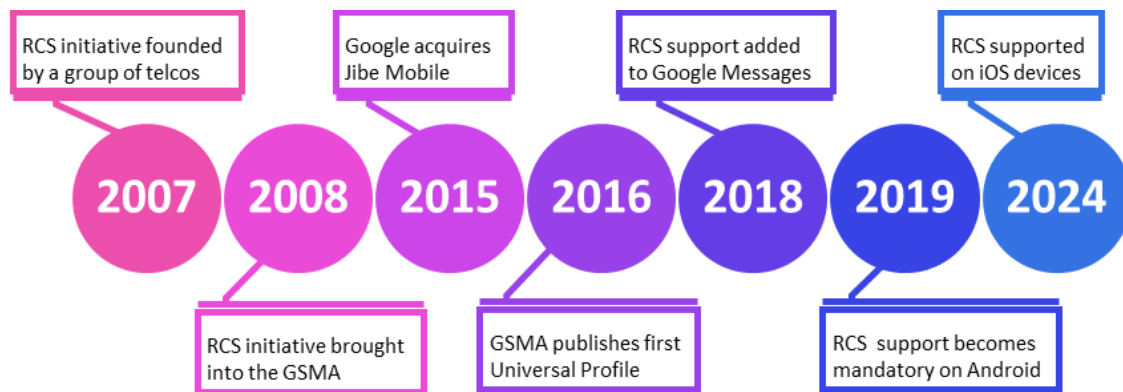 RCS initiative founded
by a group of telcos
Google acquires
Jibe Mobile
RCS support added
to Google Messages
RCS supported
on iOS devices
2007
2008
2015
2016
2018
2019
2024
RCS initiative brought
into the GSMA
GSMA publishes first
Universal Profile
RCS  support becomes
mandatory on Android